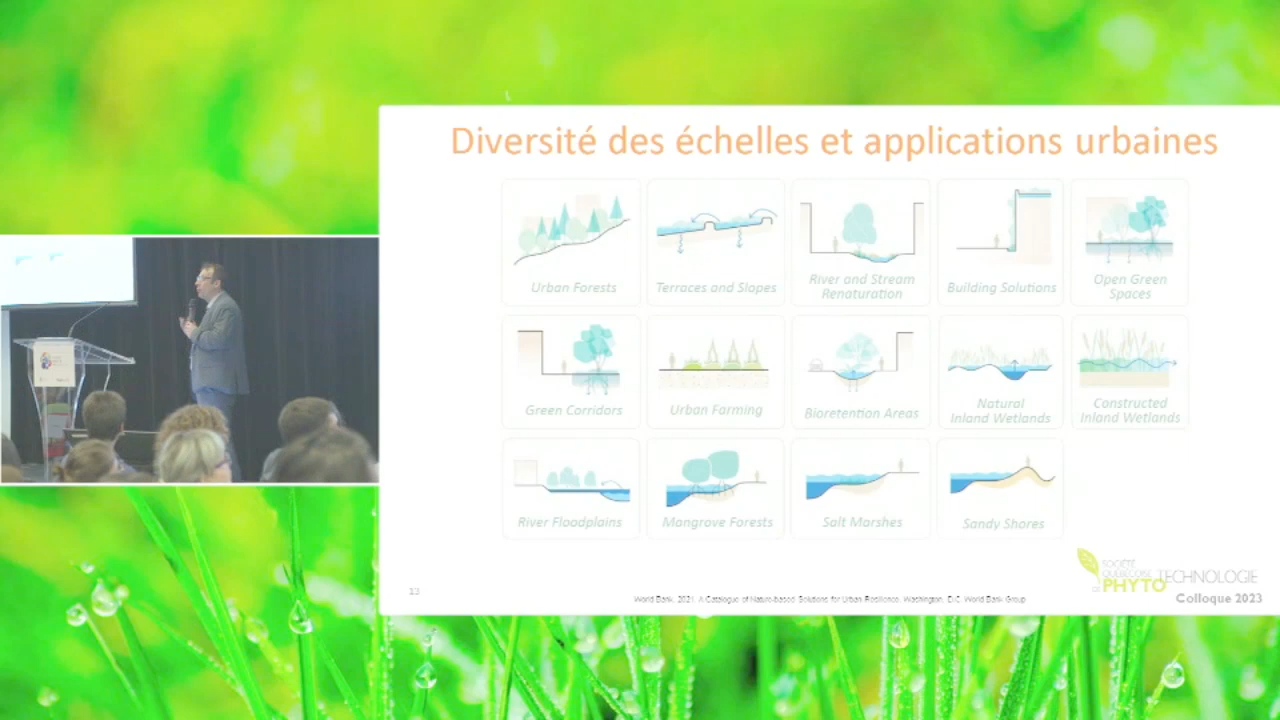 Diversité des échelles et applications urbaines
Urban Forests
Terraces and Slopes
River and Stream
Renaturation
Building Solutions
Open Green
Spaces
Green Corridors
Urban Farming
Bioretention Areas
Natural
Inland Wetlands
Constructed
Inland Wetlands
River Floodplains
Mangrove Forests
Salt Marshes
Sandy Shores
13
World Bank, 2021. A Catalogue of Nature-based Solutions for Urban Resilience. Washington, D.C. World Bank Group
SOCIÉTÉ
QUÉBÉCOISE
DE PHYTOTECHNOLOGIE
Colloque 2023